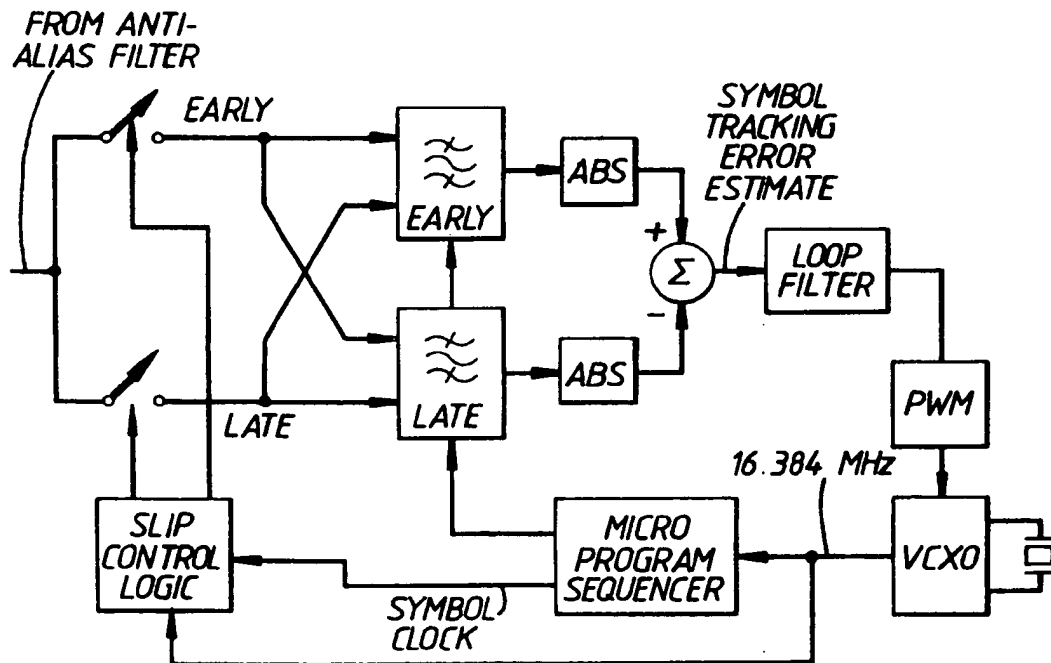 FROM ANTI-
ALIAS FILTER
EARLY
EARLY
ABS
SYMBOL
TRACKING
ERROR
ESTIMATE
+
Σ
-
LOOP
FILTER
LATE
LATE
ABS
PWM
16.384 MHz
SLIP
CONTROL
LOGIC
SYMBOL
CLOCK
MICRO
PROGRAM
SEQUENCER
VCXO